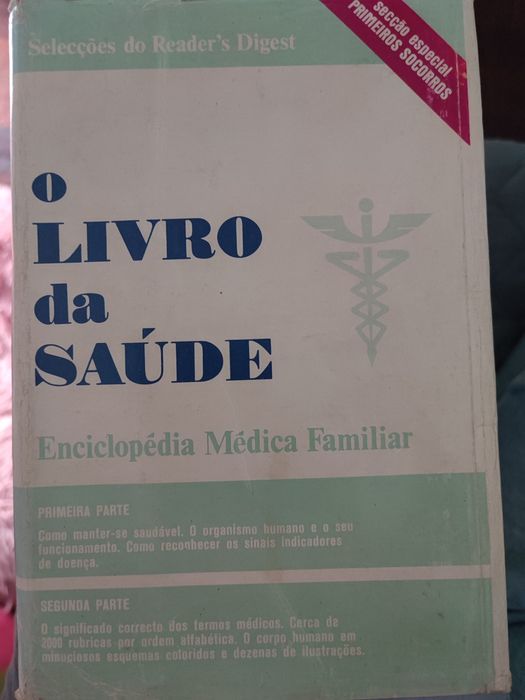 Selecções do Reader's Digest
secção especial
PRIMEIROS SOCORROS
O
LIVRO
da
SAÚDE
Enciclopédia Médica Familiar
PRIMEIRA PARTE
Como manter-se saudável. O organismo humano e o seu
funcionamento. Como reconhecer os sinais indicadores
de doença.
SEGUNDA PARTE
O significado correcto dos termos médicos. Cerca de
2000 rubricas por ordem alfabética. O corpo humano em
minuciosos esquemas coloridos e dezenas de ilustrações.